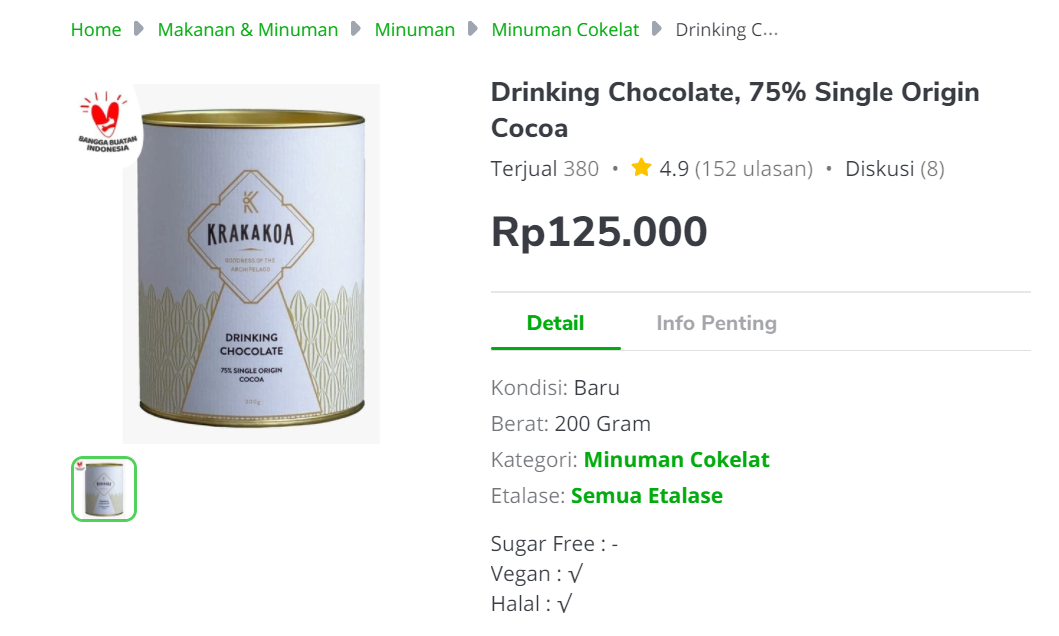 Home Makanan & Minuman Minuman Minuman Cokelat Drinking C...
BANGGA BUATAN
INDONESIA
KRAKAKOA
GOODNESS OF THE
ARCHIPELAGO
DRINKING
CHOCOLATE
75% SINGLE ORIGIN
COCOA
Drinking Chocolate, 75% Single Origin
Cocoa
Terjual 380 • 4.9 (152 ulasan) • Diskusi (8)
Rp125.000
Detail Info Penting
Kondisi: Baru
Berat: 200 Gram
Kategori: Minuman Cokelat
Etalase: Semua Etalase
Sugar Free : -
Vegan : √
Halal : √